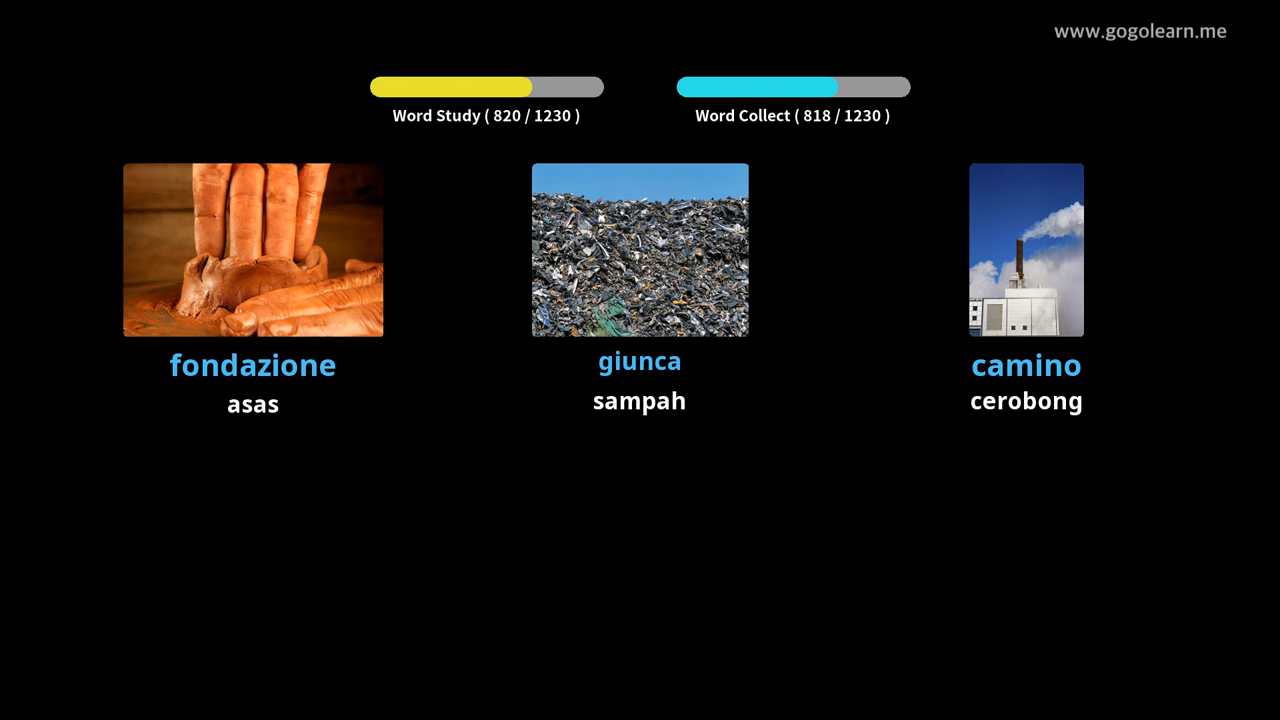 www.gogolearn.me
Word Study ( 820 / 1230 )
Word Collect ( 818 / 1230 )
fondazione
asas
giunca
sampah
camino
cerobong